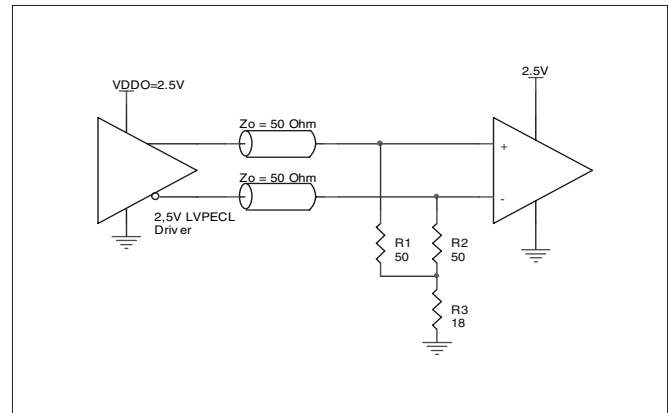 VDDO=2.5V
2.5V
Zo = 50 Ohm
+
Zo = 50 Ohm
-
2,5V LVPECL
Driver
R1
50
R2
50
R3
18